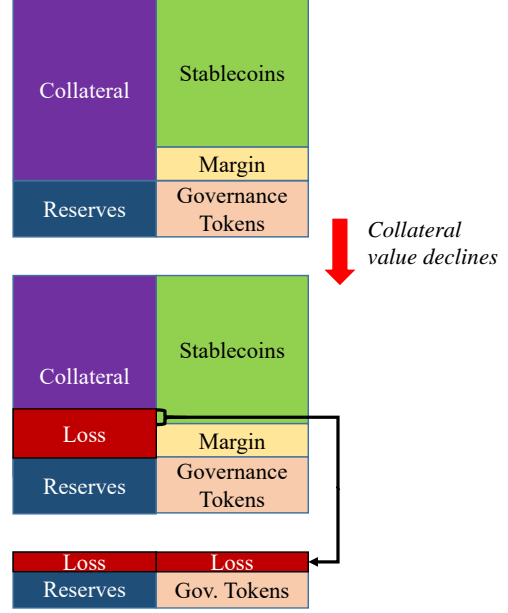 Collateral
Stablecoins
Margin
Reserves
Governance
Tokens
Collateral
value declines
Collateral
Stablecoins
Loss
Margin
Reserves
Governance
Tokens
Loss
Loss
Reserves
Gov. Tokens